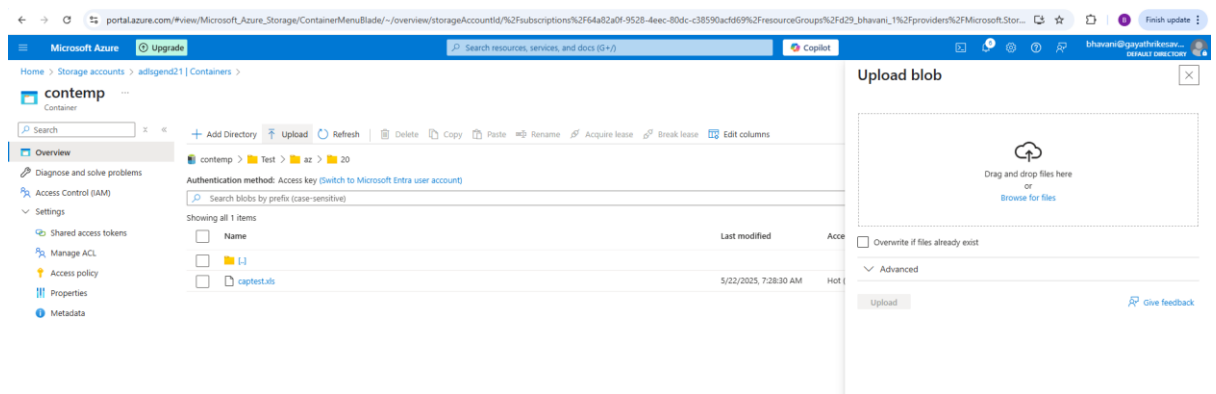 portal.azure.com/#view/Microsoft_Azure_Storage/ContainerMenuBlade/~/overview/storageAccountId/%2Fsubscriptions%2F64a82a0f-9528-4eec-80dc-c38590acfd69%2FresourceGroups%2Fd29_bhavani_1%2Fproviders%2FMicrosoft.Stor...
B
Finish update
Microsoft Azure
Upgrade
Search resources, services, and docs (G+/)
Copilot
bhavani@gayathrikesav...
DEFAULT DIRECTORY
Home > Storage accounts > adlsgend21 | Containers >
contemp ...
Container
Search
Overview
Diagnose and solve problems
Access Control (IAM)
Settings
Shared access tokens
Manage ACL
Access policy
Properties
Metadata
Add Directory Upload Refresh Delete Copy Paste Rename Acquire lease Break lease Edit columns
contemp > Test > az > 20
Authentication method: Access key (Switch to Microsoft Entra user account)
Search blobs by prefix (case-sensitive)
Showing all 1 items
Name Last modified Acce
[..]
captest.xls 5/22/2025, 7:28:30 AM Hot (
Upload blob
Drag and drop files here
or
Browse for files
Overwrite if files already exist
Advanced
Upload
Give feedback